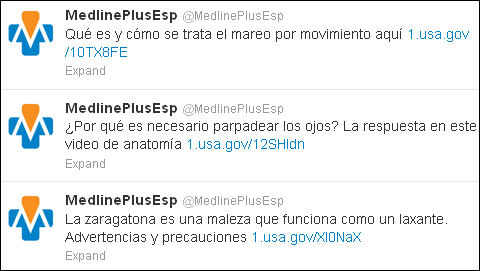 MedlinePlusEsp @MedlinePlusEsp
Qué es y cómo se trata el mareo por movimiento aquí 1.usa.gov
/10TX8FE
Expand
MedlinePlusEsp @MedlinePlusEsp
¿Por qué es necesario parpadear los ojos? La respuesta en este
video de anatomía 1.usa.gov/12SHldn
Expand
MedlinePlusEsp @MedlinePlusEsp
La zaragatona es una maleza que funciona como un laxante.
Advertencias y precauciones 1.usa.gov/Xl0NaX
Expand